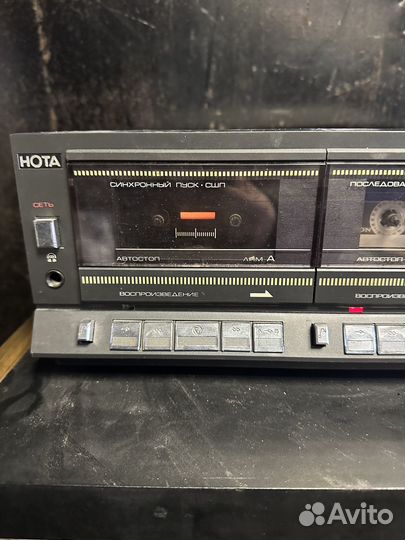 НОТА
СИНХРОННЫЙ ПУСК · СШП
ПОСЛЕДОВА
СЕТЬ
АВТОСТОП
ЛПМ А
АВТОСТОП
ВОСПРОИЗВЕДЕНИЕ
ВОСПРОИЗВЕ
Avito